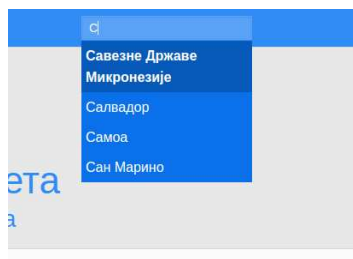 с
Савезне Државе
Микронезије
Салвадор
Самоа
Сан Марино
ета
а